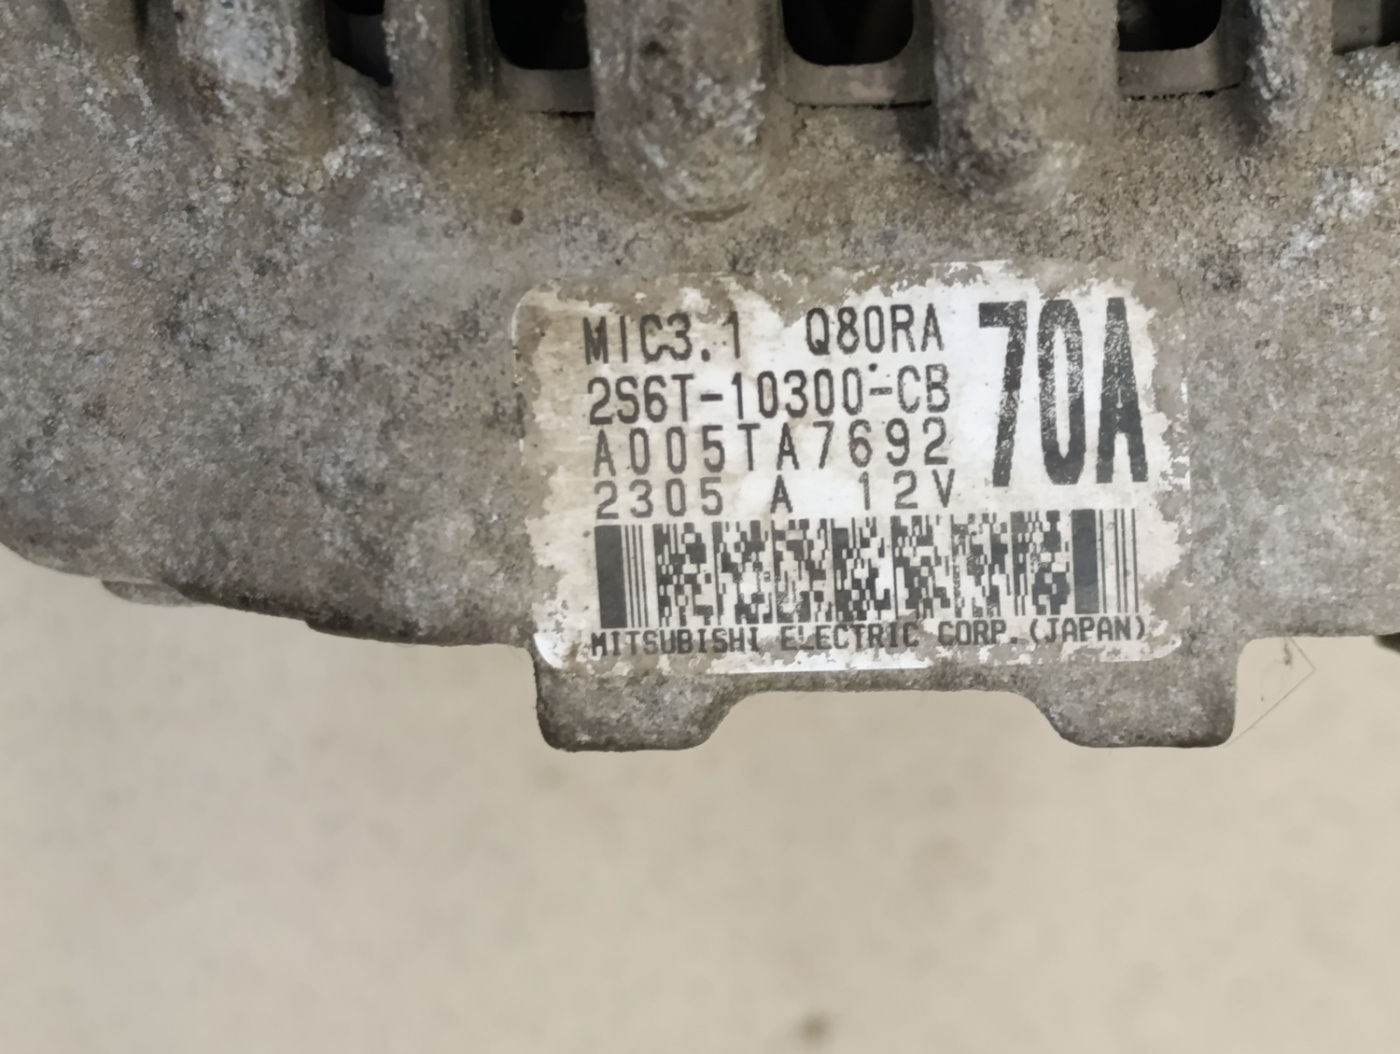 MIC3.1 Q80RA 70A
2S6T-10300-CB
A005TA7692
2305 A 12V
MITSUBISHI ELECTRIC CORP.(JAPAN)